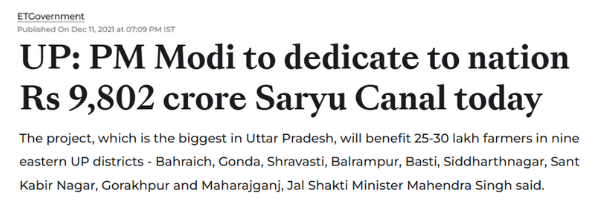 ETGovernment
Published On Dec 11, 2021 at 07:09 PM IST
UP: PM Modi to dedicate to nation
Rs 9,802 crore Saryu Canal today
The project, which is the biggest in Uttar Pradesh, will benefit 25-30 lakh farmers in nine
eastern UP districts - Bahraich, Gonda, Shravasti, Balrampur, Basti, Siddharthnagar, Sant
Kabir Nagar, Gorakhpur and Maharajganj, Jal Shakti Minister Mahendra Singh said.